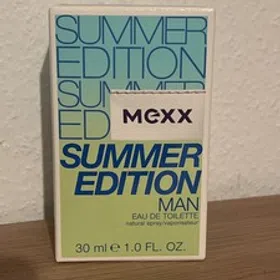 SUMMER
EDITION
SUMMER
ED
mexx
SUMMER
EDITION
MAN
EAU DE TOILETTE
natural spray/vaporisateur
30 ml e 1.0 FL. OZ.